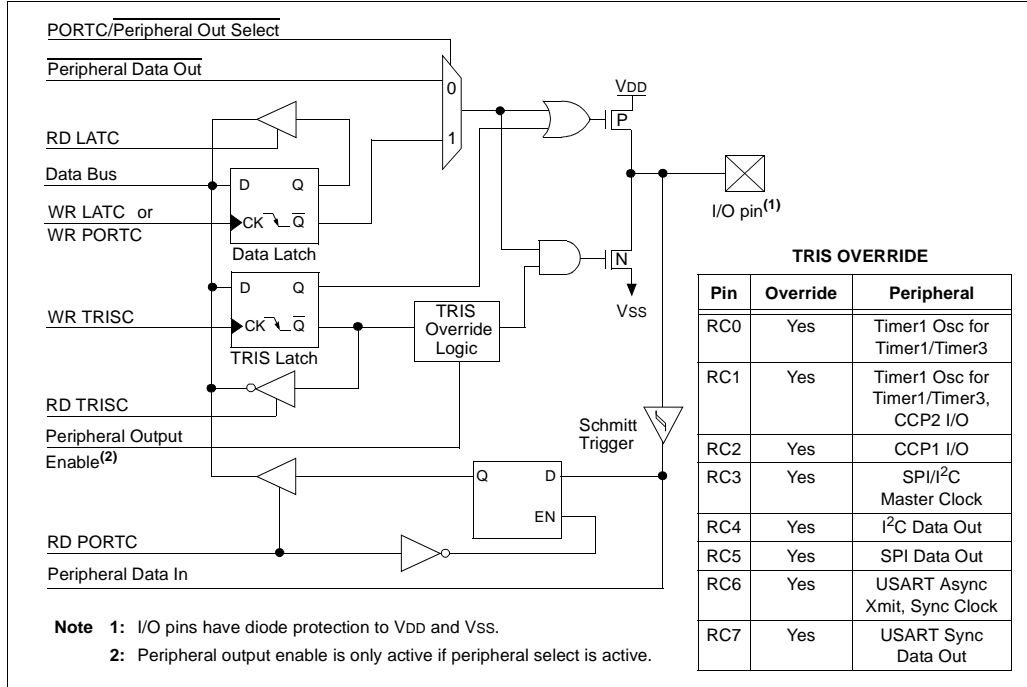 PORTC/Peripheral Out Select
Peripheral Data Out
0
VDD
P
RD LATC
1
Data Bus
D Q
I/O pin(1)
WR LATC or
WR PORTC
CK Q
Data Latch
N
VSS
D Q
WR TRISC
CK Q
TRIS Latch
TRIS
Override
Logic
RD TRISC
Schmitt
Trigger
Peripheral Output
Enable(2)
Q D
EN
RD PORTC
Peripheral Data In
TRIS OVERRIDE
Pin Override Peripheral
RC0 Yes Timer1 Osc for
Timer1/Timer3
RC1 Yes Timer1 Osc for
Timer1/Timer3,
CCP2 I/O
RC2 Yes CCP1 I/O
RC3 Yes SPI/I2C
Master Clock
RC4 Yes I2C Data Out
RC5 Yes SPI Data Out
RC6 Yes USART Async
Xmit, Sync Clock
RC7 Yes USART Sync
Data Out
Note 1: I/O pins have diode protection to VDD and VSS.
2: Peripheral output enable is only active if peripheral select is active.